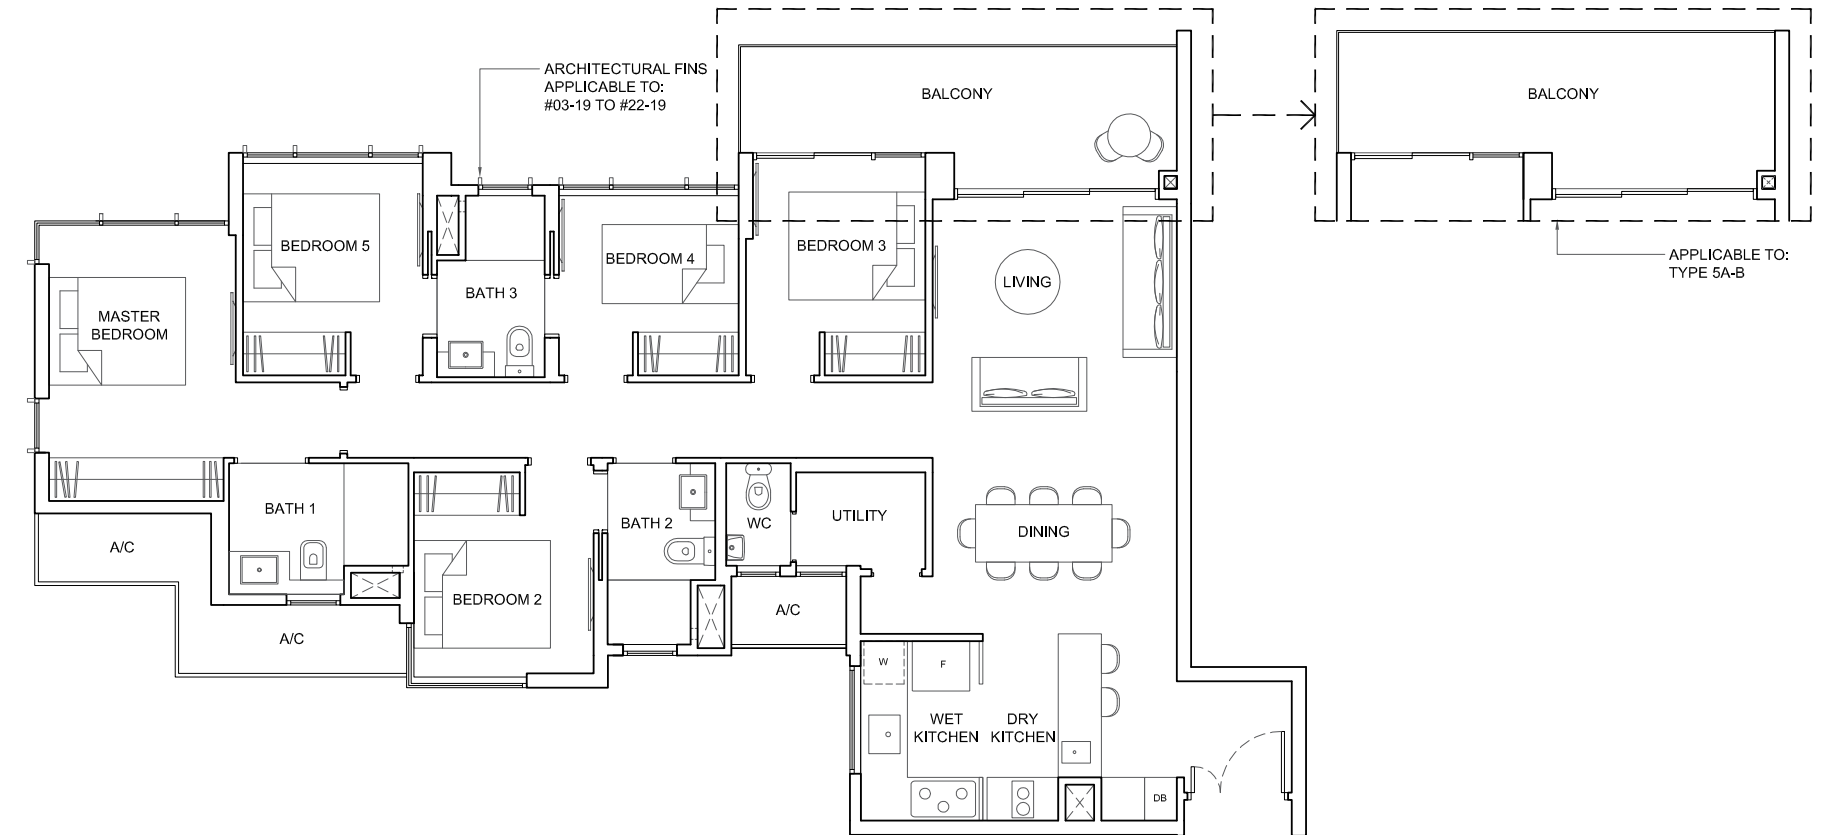 ARCHITECTURAL FINS
APPLICABLE TO:
#03-19 TO #22-19
BALCONY
BALCONY
APPLICABLE TO:
TYPE 5A-B
BEDROOM 5
BEDROOM 4
BEDROOM 3
BATH 3
LIVING
MASTER
BEDROOM
BATH 1
BATH 2
WC
UTILITY
DINING
A/C
BEDROOM 2
A/C
A/C
W
F
WET
KITCHEN
DRY
KITCHEN
DB